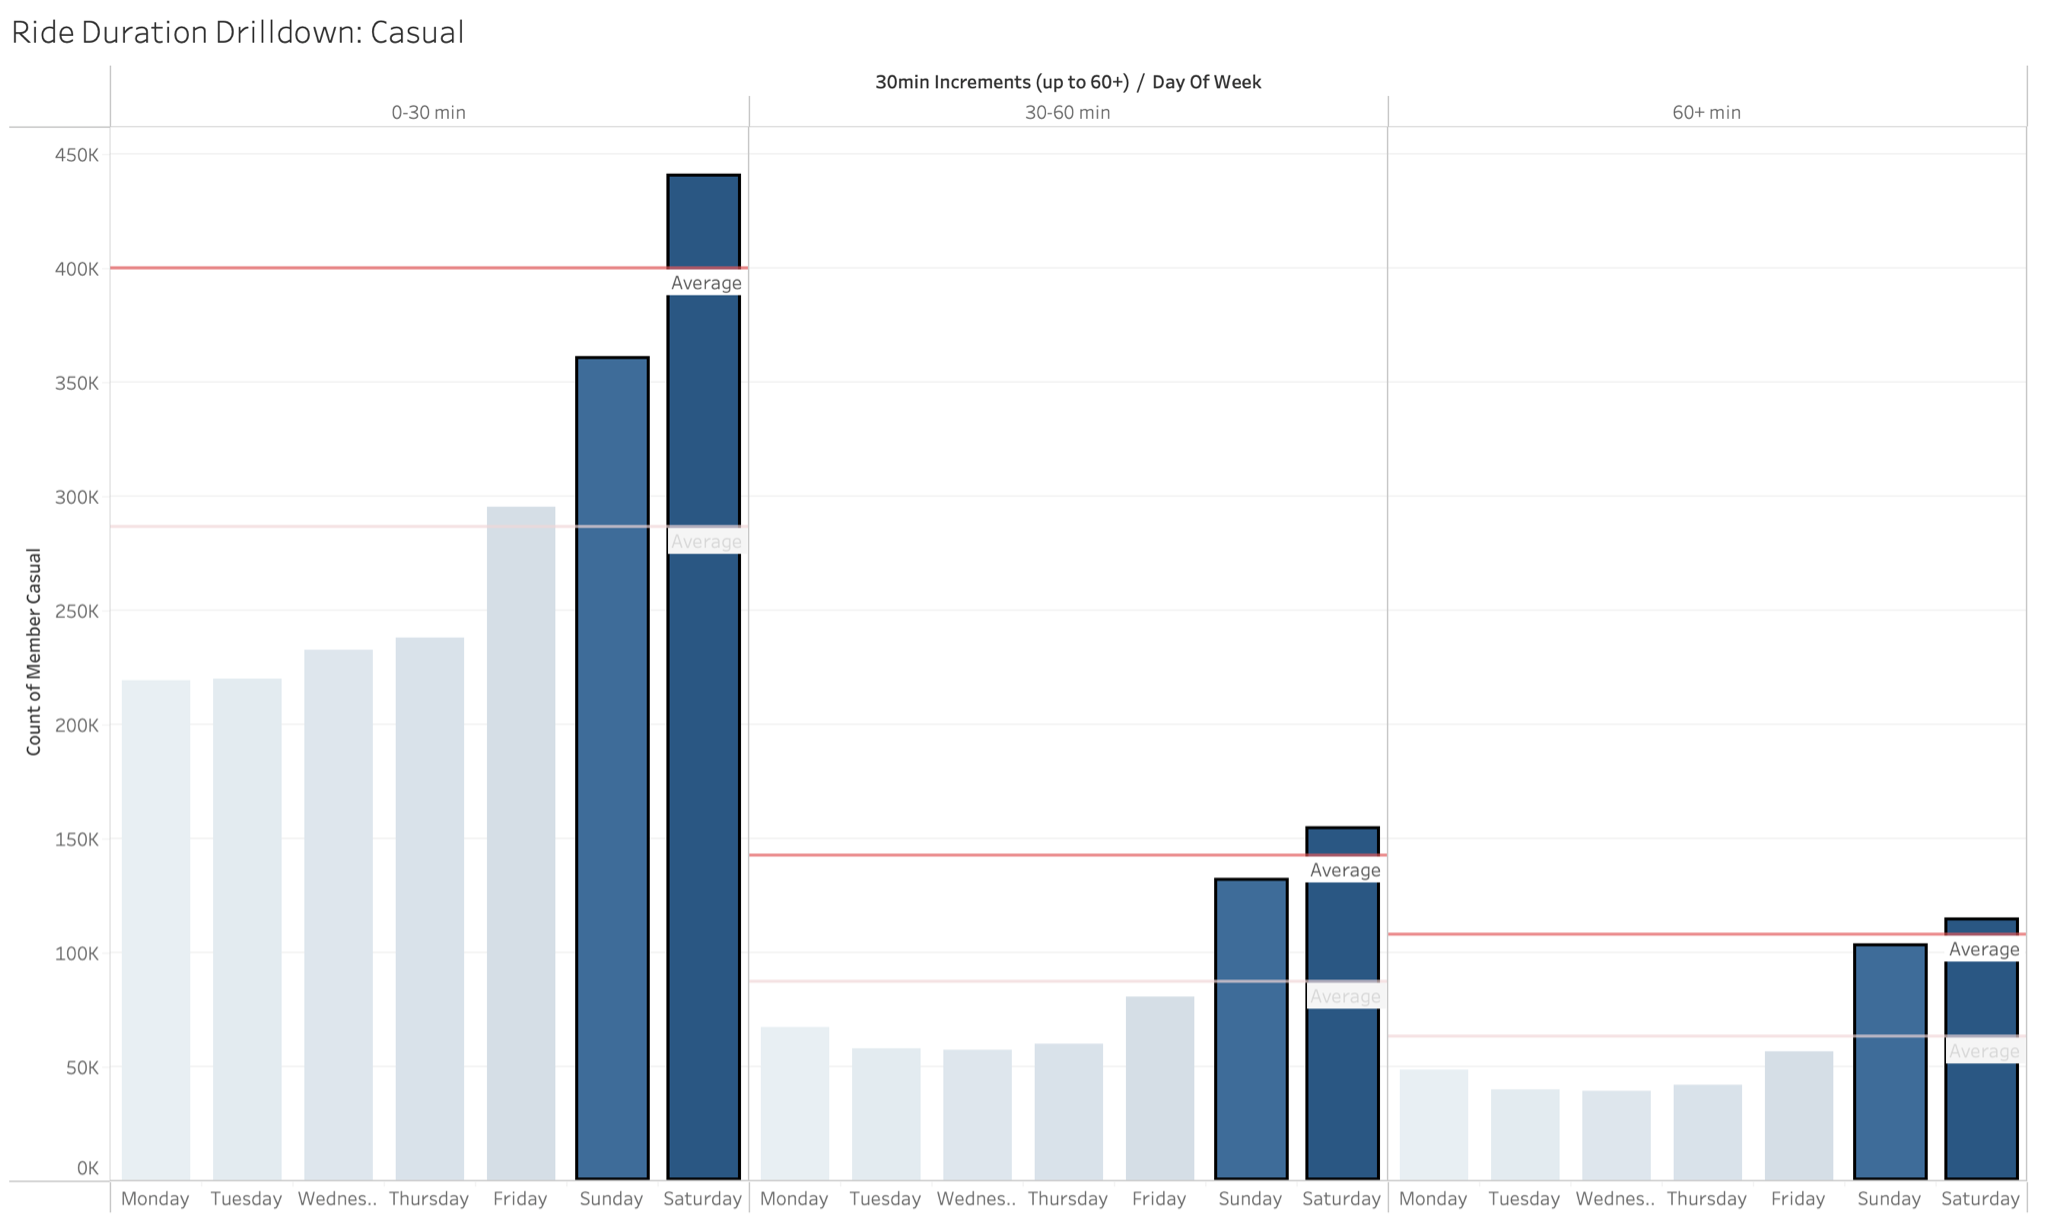 Ride Duration Drilldown: Casual
30min Increments (up to 60+) / Day Of Week
0-30 min
30-60 min
60+ min
Count of Member Casual
450K
400K
350K
300K
250K
200K
150K
100K
50K
0K
Average
Average
Average
Average
Average
Average
Monday Tuesday Wednes.. Thursday Friday Sunday Saturday
Monday Tuesday Wednes.. Thursday Friday Sunday Saturday
Monday Tuesday Wednes.. Thursday Friday Sunday Saturday